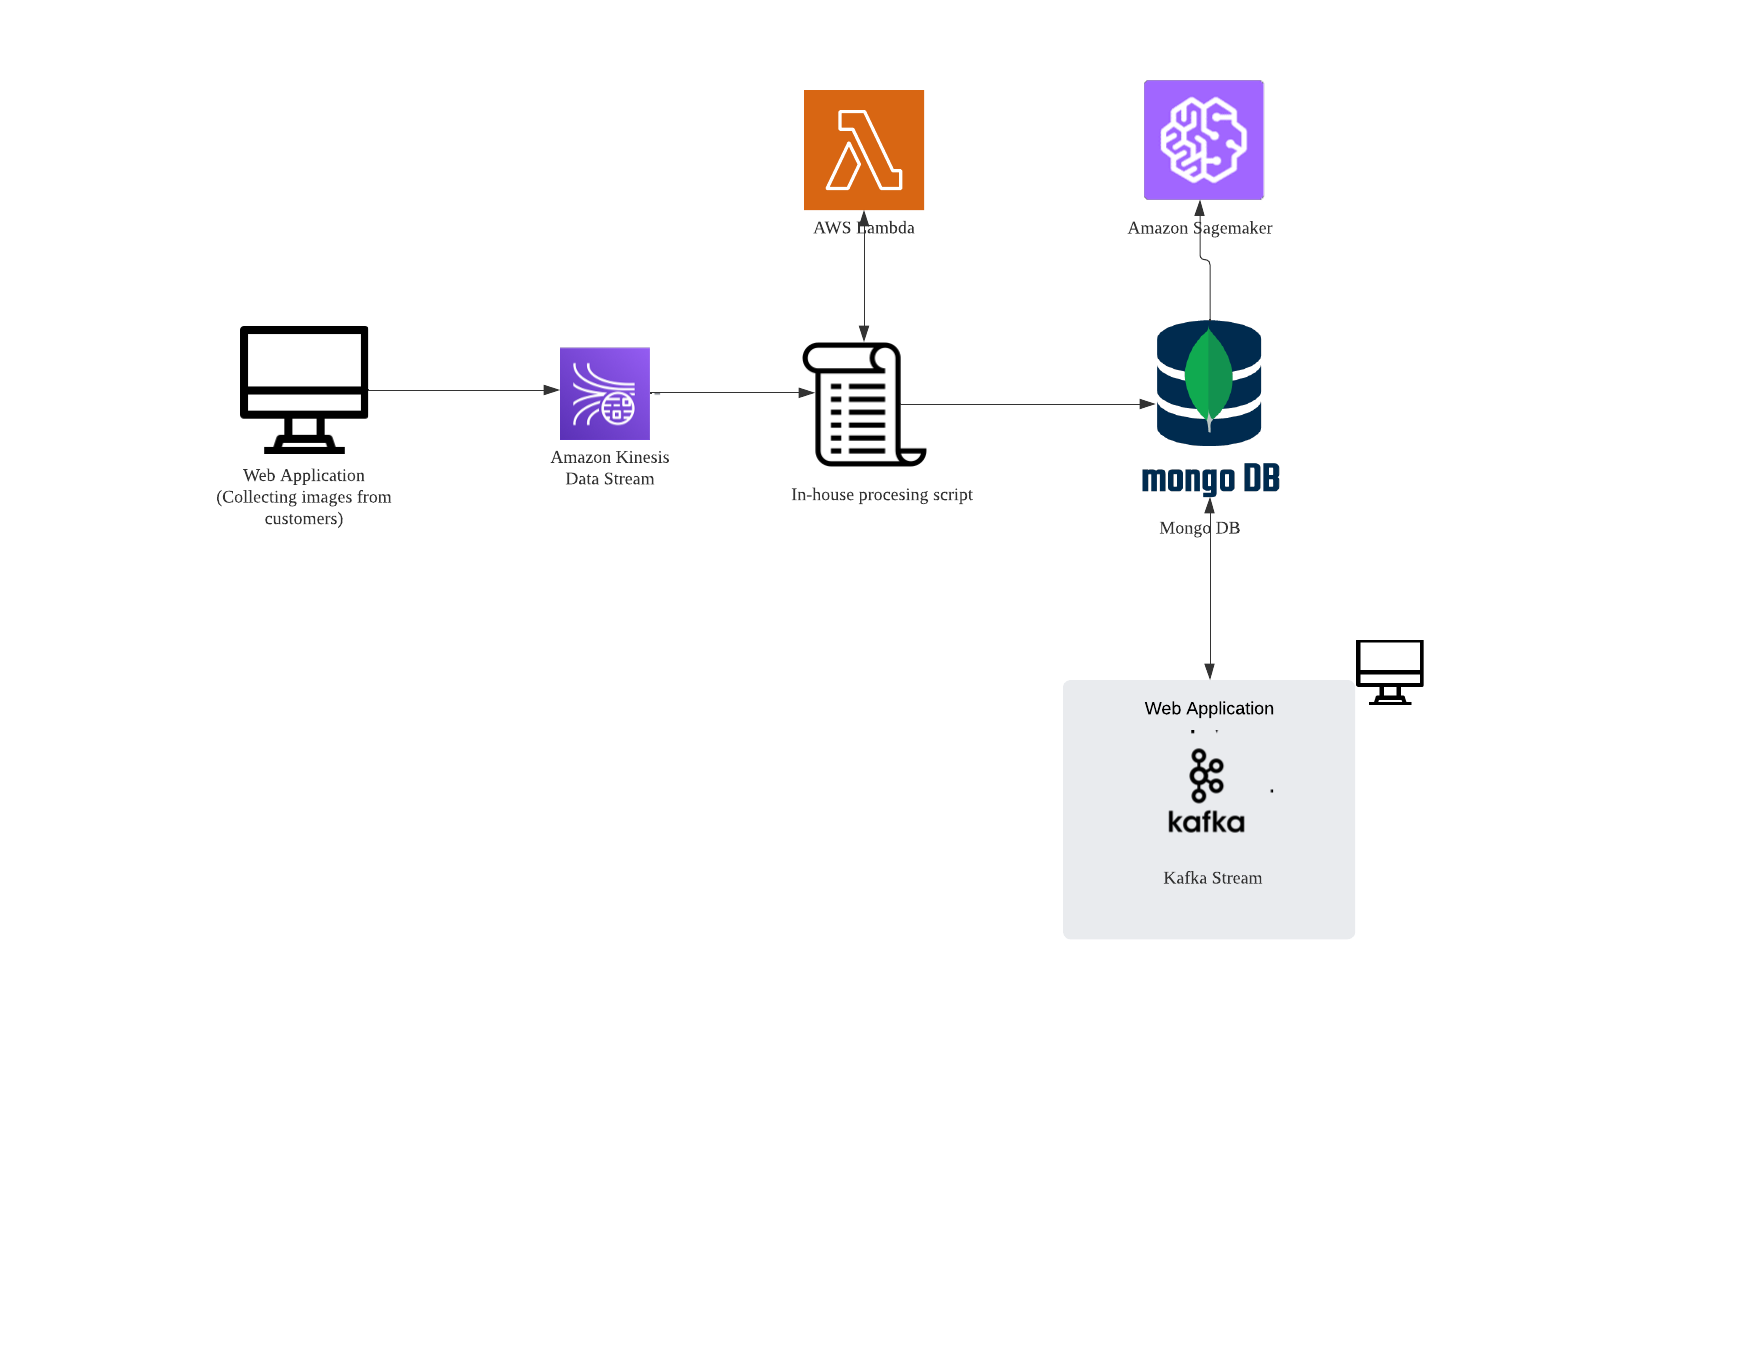 AWS Lambda
Amazon Sagemaker
Web Application
(Collecting images from
customers)
Amazon Kinesis
Data Stream
In-house procesing script
mongo DB
Mongo DB
Web Application
kafka
Kafka Stream